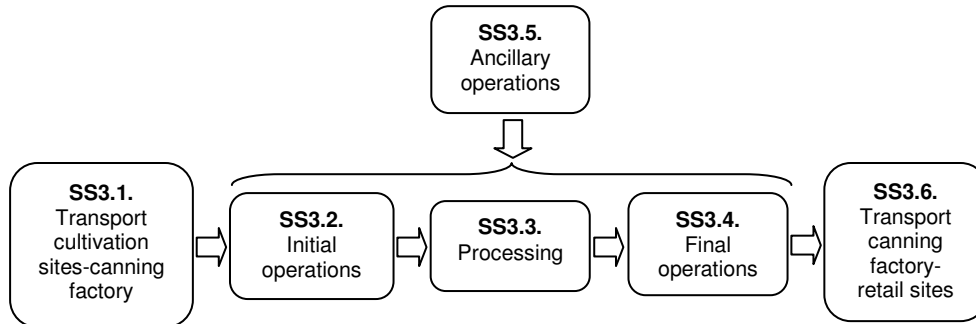 SS3.5.
Ancillary
operations
SS3.1.
Transport
cultivation
sites-canning
factory
SS3.2.
Initial
operations
SS3.3.
Processing
SS3.4.
Final
operations
SS3.6.
Transport
canning
factory-
retail sites